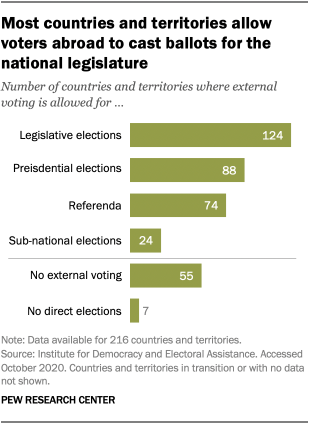 Most countries and territories allow
voters abroad to cast ballots for the
national legislature
Number of countries and territories where external
voting is allowed for ...
Legislative elections 124
Preisdential elections 88
Referenda 74
Sub-national elections 24
No external voting 55
No direct elections 7
Note: Data available for 216 countries and territories.
Source: Institute for Democracy and Electoral Assistance. Accessed
October 2020. Countries and territories in transition or with no data
not shown.
PEW RESEARCH CENTER